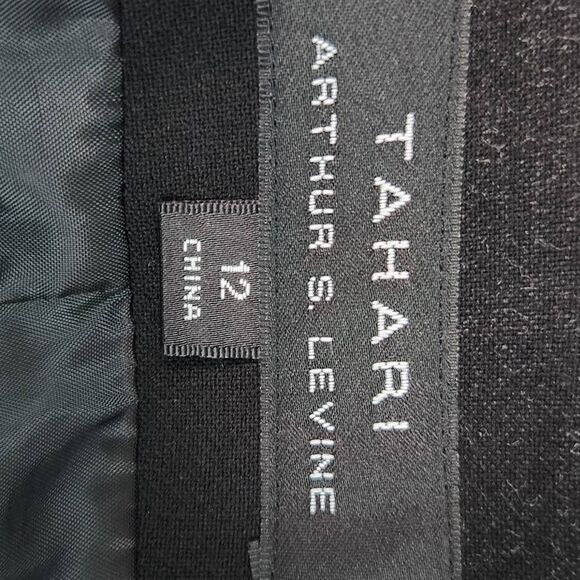 TAHARI
ARTHUR S. LEVINE
12
CHINA